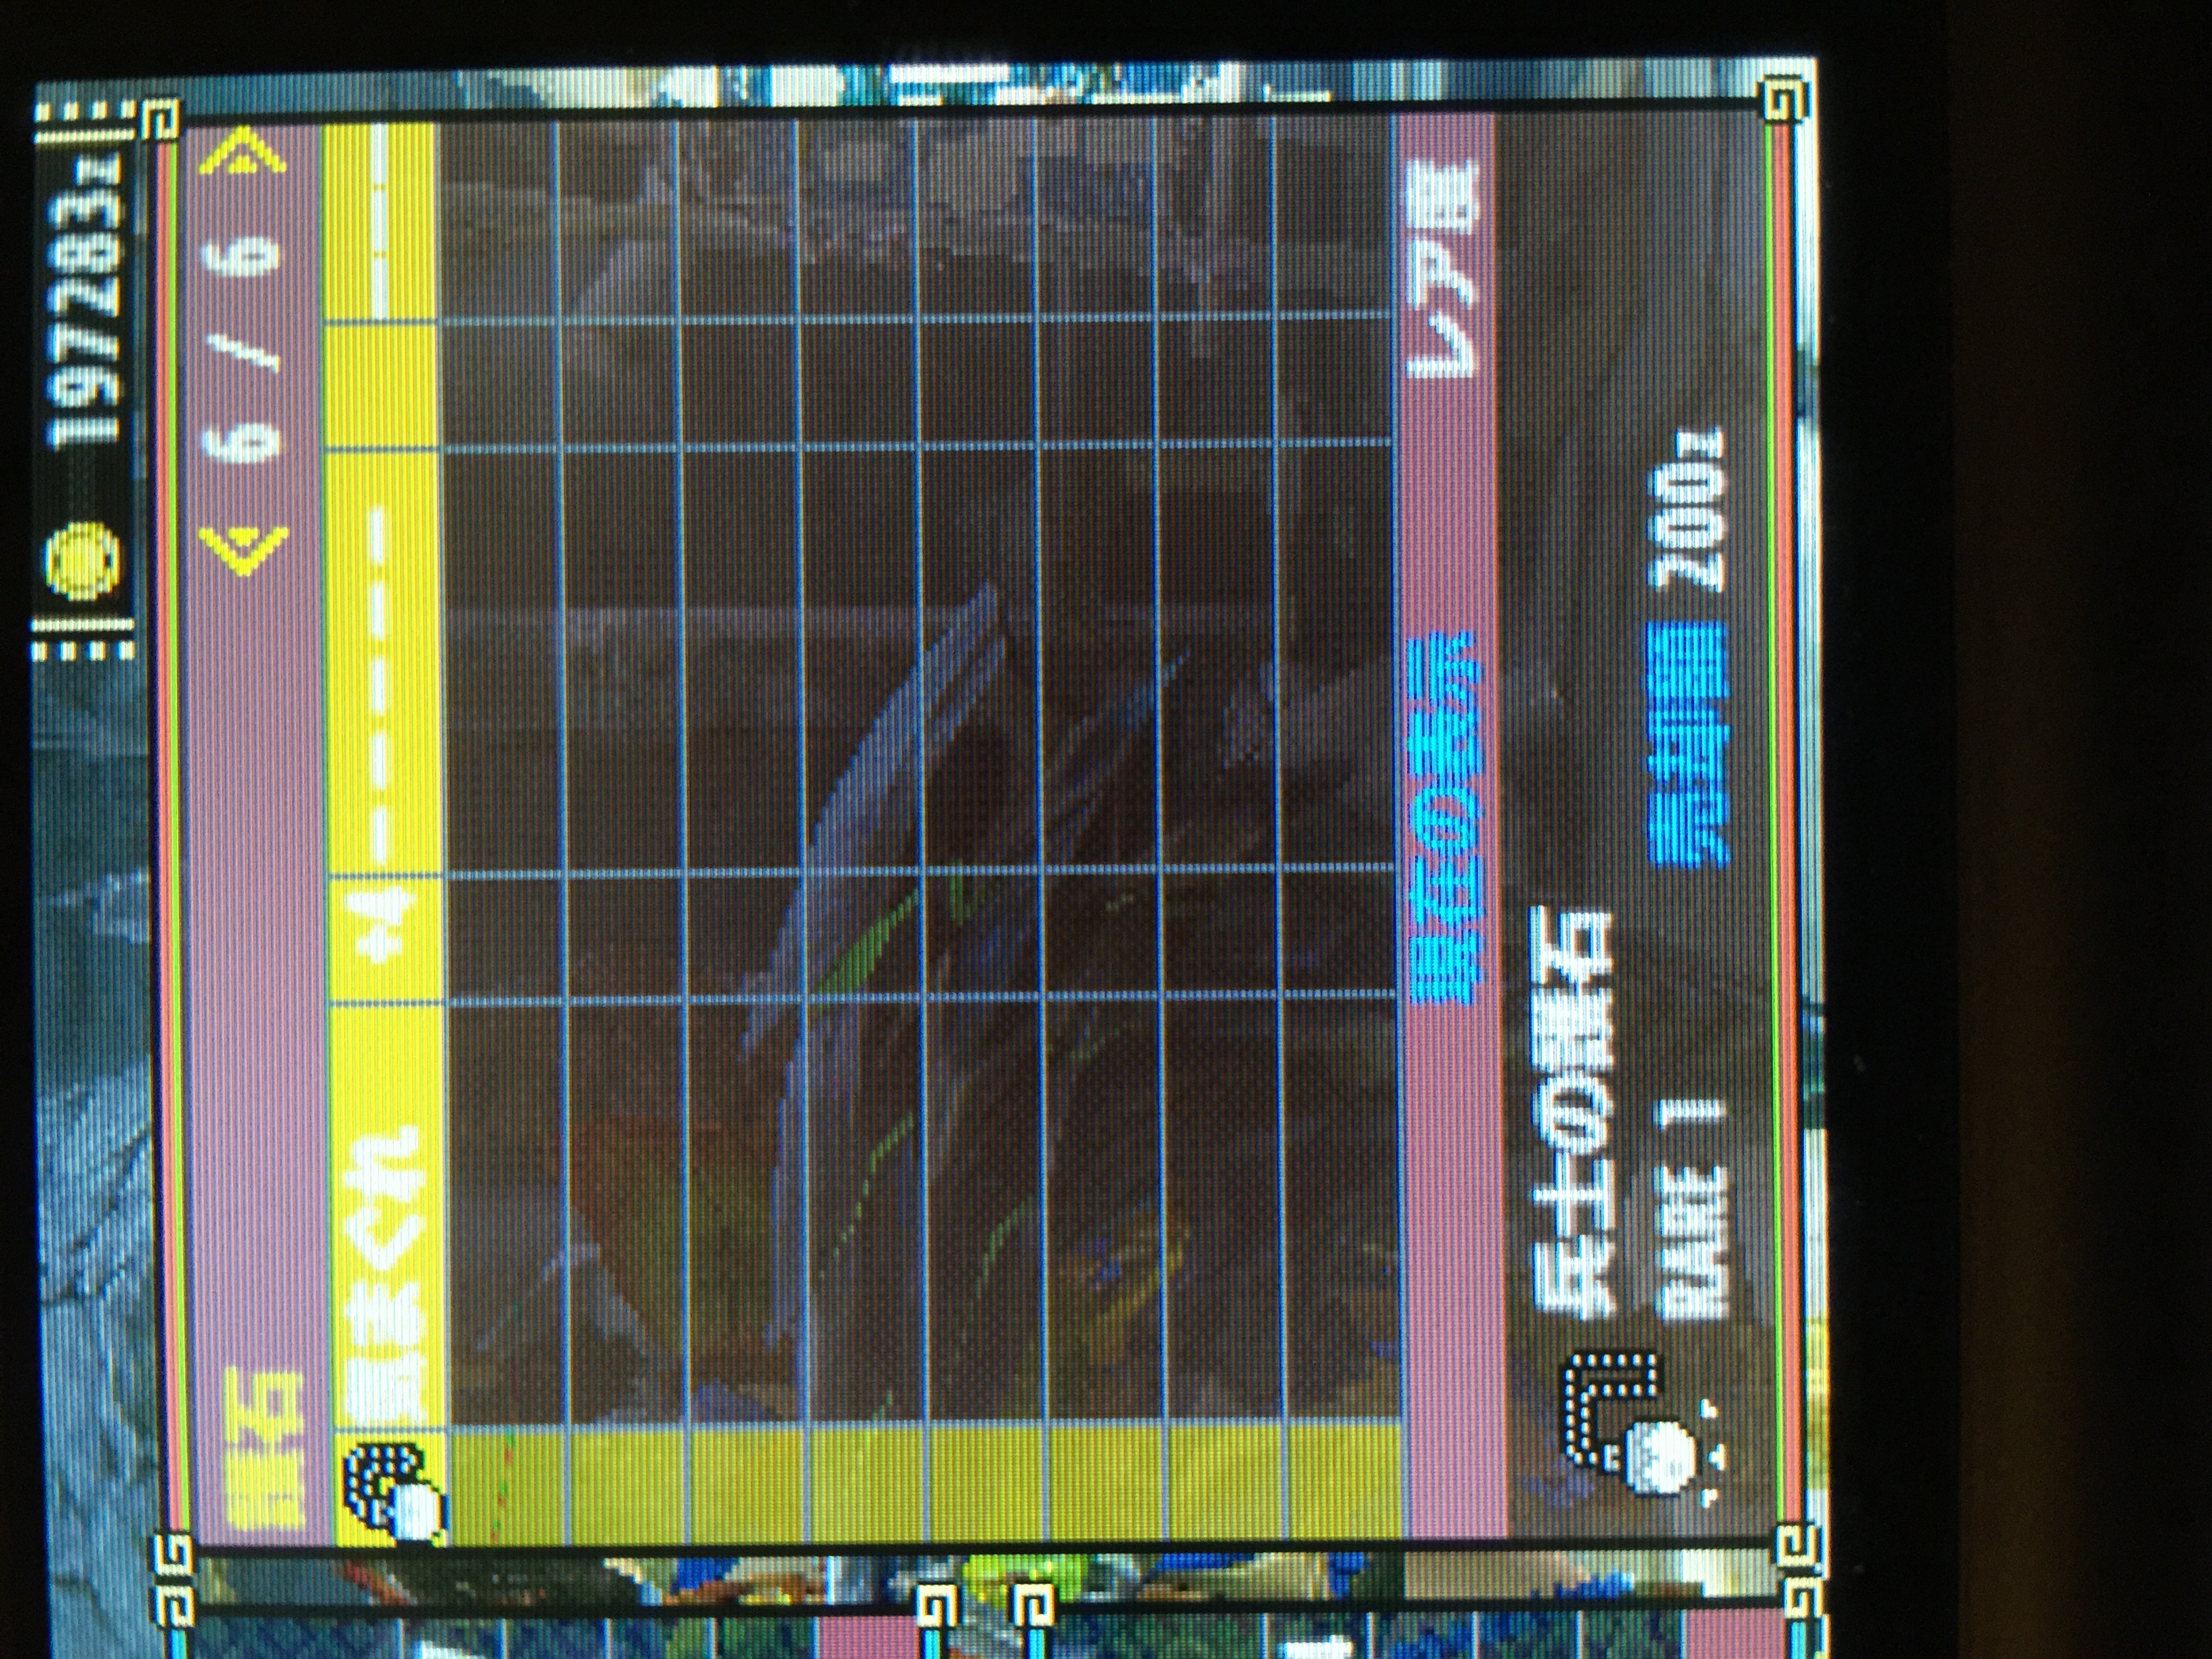 197283z
護石 6 / 6
気まぐれ +4 ----- ---
現在の表示 レア度
兵士の護石
RARE 1 売却額 200z